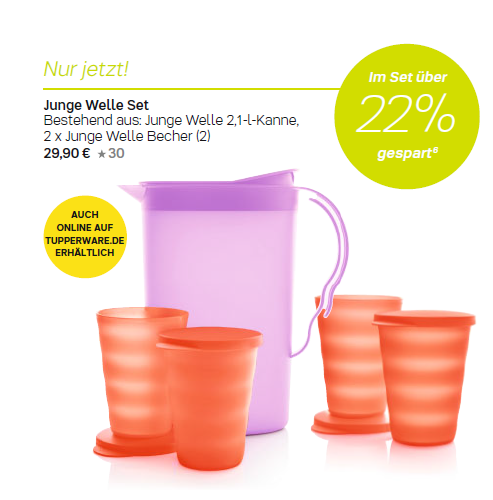 Nur jetzt!
Junge Welle Set
Bestehend aus: Junge Welle 2,1-l-Kanne,
2 x Junge Welle Becher (2)
29,90 € ★30
Im Set über
22%
gespart⁶
AUCH
ONLINE AUF
TUPPERWARE.DE
ERHÄLTLICH